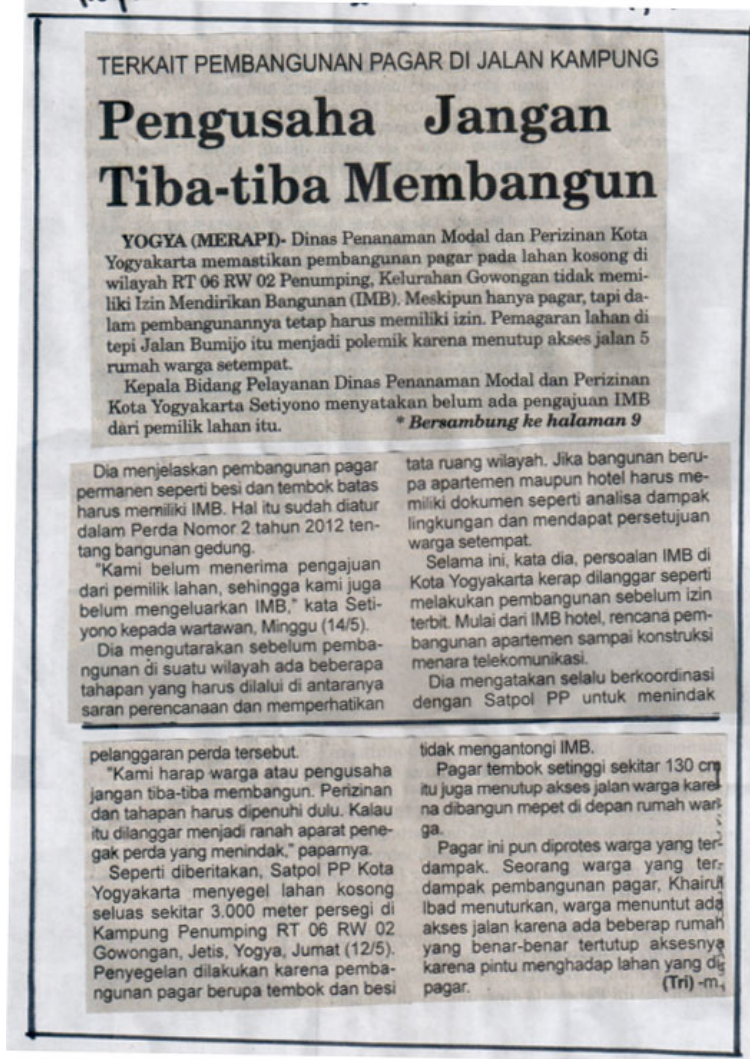 TERKAIT PEMBANGUNAN PAGAR DI JALAN KAMPUNG
Pengusaha Jangan
Tiba-tiba Membangun
YOGYA (MERAPI)- Dinas Penanaman Modal dan Perizinan Kota
Yogyakarta memastikan pembangunan pagar pada lahan kosong di
wilayah RT 06 RW 02 Penumping, Kelurahan Gowongan tidak memi-
liki Izin Mendirikan Bangunan (IMB). Meskipun hanya pagar, tapi da-
lam pembangunannya tetap harus memiliki izin. Pemagaran lahan di
tepi Jalan Bumijo itu menjadi polemik karena menutup akses jalan 5
rumah warga setempat.
Kepala Bidang Pelayanan Dinas Penanaman Modal dan Perizinan
Kota Yogyakarta Setiyono menyatakan belum ada pengajuan IMB
dari pemilik lahan itu. * Bersambung ke halaman 9
Dia menjelaskan pembangunan pagar
permanen seperti besi dan tembok batas
harus memiliki IMB. Hal itu sudah diatur
dalam Perda Nomor 2 tahun 2012 ten-
tang bangunan gedung.
"Kami belum menerima pengajuan
dari pemilik lahan, sehingga kami juga
belum mengeluarkan IMB," kata Seti-
yono kepada wartawan, Minggu (14/5).
Dia mengutarakan sebelum pemba-
ngunan di suatu wilayah ada beberapa
tahapan yang harus dilalui di antaranya
saran perencanaan dan memperhatikan
tata ruang wilayah. Jika bangunan beru-
pa apartemen maupun hotel harus me-
miliki dokumen seperti analisa dampak
lingkungan dan mendapat persetujuan
warga setempat.
Selama ini, kata dia, persoalan IMB di
Kota Yogyakarta kerap dilanggar seperti
melakukan pembangunan sebelum izin
terbit. Mulai dari IMB hotel, rencana pem-
bangunan apartemen sampai konstruksi
menara telekomunikasi.
Dia mengatakan selalu berkoordinasi
dengan Satpol PP untuk menindak
pelanggaran perda tersebut.
"Kami harap warga atau pengusaha
jangan tiba-tiba membangun. Perizinan
dan tahapan harus dipenuhi dulu. Kalau
itu dilanggar menjadi ranah aparat pene-
gak perda yang menindak," paparnya.
Seperti diberitakan, Satpol PP Kota
Yogyakarta menyegel lahan kosong
seluas sekitar 3.000 meter persegi di
Kampung Penumping RT 06 RW 02
Gowongan, Jetis, Yogya, Jumat (12/5).
Penyegelan dilakukan karena pemba-
ngunan pagar berupa tembok dan besi
tidak mengantongi IMB.
Pagar tembok setinggi sekitar 130 cm
itu juga menutup akses jalan warga kare-
na dibangun mepet di depan rumah war-
ga.
Pagar ini pun diprotes warga yang ter-
dampak. Seorang warga yang ter-
dampak pembangunan pagar, Khairul
Ibad menuturkan, warga menuntut ada
akses jalan karena ada beberap rumah
yang benar-benar tertutup aksesnya
karena pintu menghadap lahan yang di-
pagar. (Tri) -m